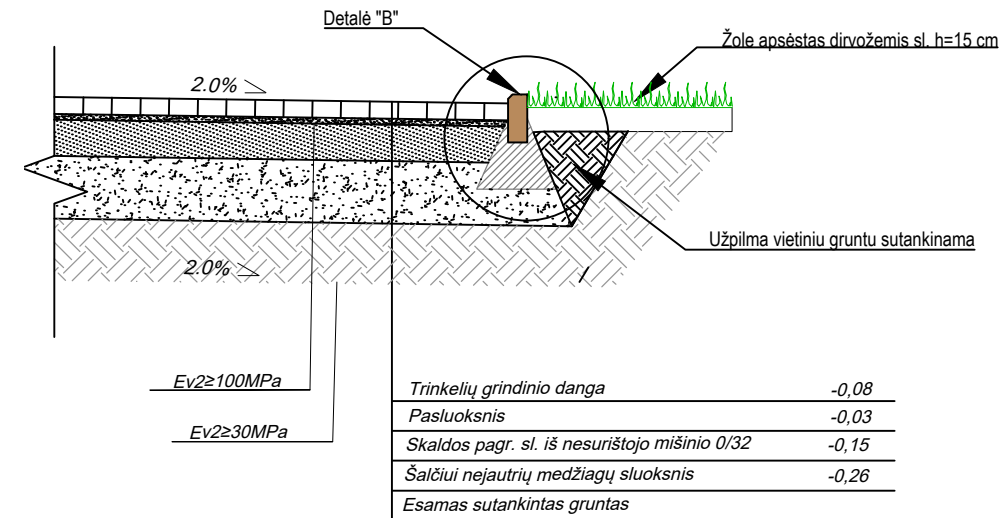 Detalė "B"
Žole apsėstas dirvožemis sl. h=15 cm
2.0%
Užpilma vietiniu gruntu sutankinama
2.0%
Ev2≥100MPa
Ev2≥30MPa
Trinkelių grindinio danga -0,08
Pasluoksnis -0,03
Skaldos pagr. sl. iš nesurištojo mišinio 0/32 -0,15
Šalčiui nejautrių medžiagų sluoksnis -0,26
Esamas sutankintas gruntas